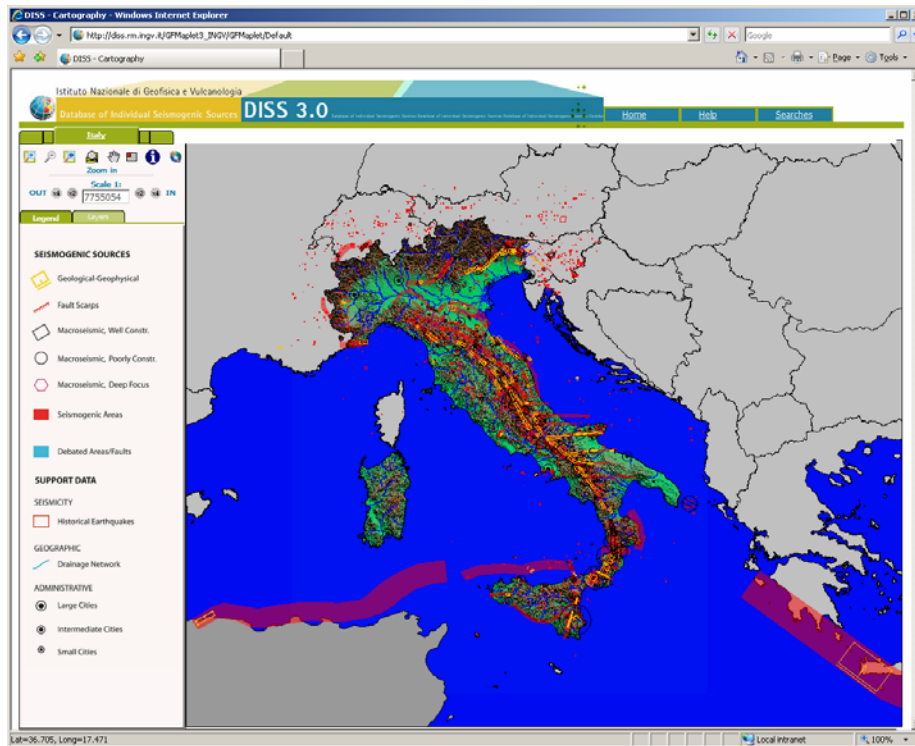 DISS - Cartography - Windows Internet Explorer
http://diss.rm.ingv.it/GFMaplet3_INGV/GFMaplet/Default
Google
DISS - Cartography
Page
Tools
Istituto Nazionale di Geofisica e Vulcanologia
Database of Individual Seismogenic Sources DISS 3.0
Home Help Searches
Italy
Zoom in
Scale 1:
OUT 7755054 IN
Legend Layers
SEISMOGENIC SOURCES
Geological-Geophysical
Fault Scarps
Macroseismic, Well Constr.
Macroseismic, Poorly Constr.
Macroseismic, Deep Focus
Seismogenic Areas
Debated Areas/Faults
SUPPORT DATA
SEISMICITY
Historical Earthquakes
GEOGRAPHIC
Drainage Network
ADMINISTRATIVE
Large Cities
Intermediate Cities
Small Cities
Lat=36.705, Long=17.471 Local intranet 100%